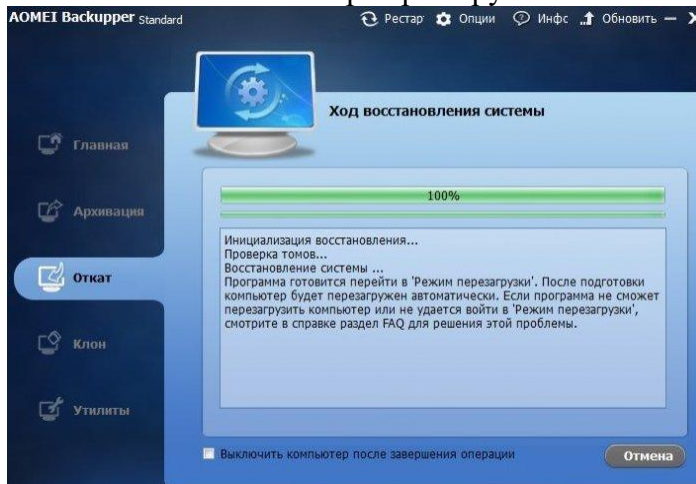 AOMEI Backupper Standard
Рестар Опции Инфс Обновить
Ход восстановления системы
Главная
Архивация
Откат
Клон
Утилиты
100%
Инициализация восстановления...
Проверка томов...
Восстановление системы ...
Программа готовится перейти в 'Режим перезагрузки'. После подготовки
компьютер будет перезагружен автоматически. Если программа не сможет
перезагрузить компьютер или не удается войти в 'Режим перезагрузки',
смотрите в справке раздел FAQ для решения этой проблемы.
Выключить компьютер после завершения операции
Отмена